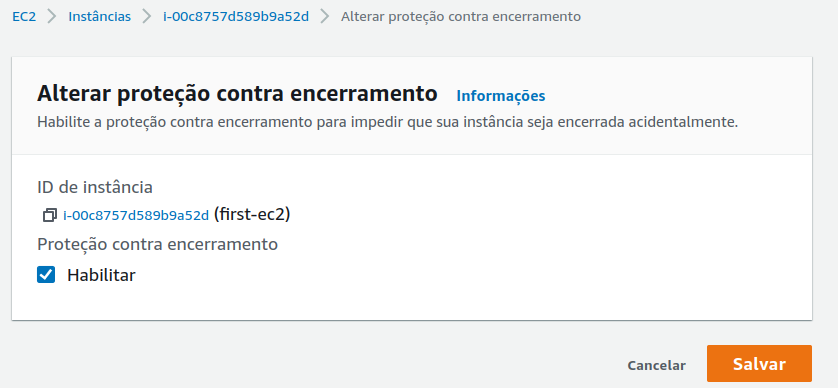 EC2 > Instâncias > i-00c8757d589b9a52d > Alterar proteção contra encerramento
Alterar proteção contra encerramento Informações
Habilite a proteção contra encerramento para impedir que sua instância seja encerrada acidentalmente.
ID de instância
i-00c8757d589b9a52d (first-ec2)
Proteção contra encerramento
Habilitar
Cancelar Salvar